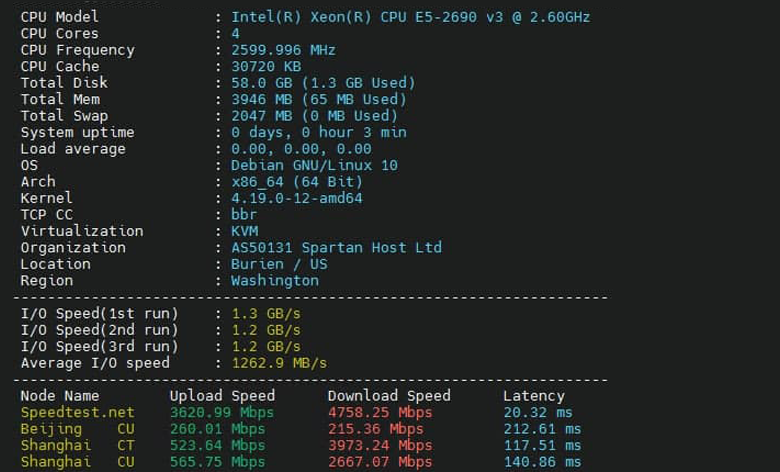 CPU Model : Intel(R) Xeon(R) CPU E5-2690 v3 @ 2.60GHz
CPU Cores : 4
CPU Frequency : 2599.996 MHz
CPU Cache : 30720 KB
Total Disk : 58.0 GB (1.3 GB Used)
Total Mem : 3946 MB (65 MB Used)
Total Swap : 2047 MB (0 MB Used)
System uptime : 0 days, 0 hour 3 min
Load average : 0.00, 0.00, 0.00
OS : Debian GNU/Linux 10
Arch : x86_64 (64 Bit)
Kernel : 4.19.0-12-amd64
TCP CC : bbr
Virtualization : KVM
Organization : AS50131 Spartan Host Ltd
Location : Burien / US
Region : Washington
----------------------------------------------------------------------
I/O Speed(1st run) : 1.3 GB/s
I/O Speed(2nd run) : 1.2 GB/s
I/O Speed(3rd run) : 1.2 GB/s
Average I/O speed : 1262.9 MB/s
----------------------------------------------------------------------
Node Name Upload Speed Download Speed Latency
Speedtest.net 3620.99 Mbps 4758.25 Mbps 20.32 ms
Beijing CU 260.01 Mbps 215.36 Mbps 212.61 ms
Shanghai CT 523.64 Mbps 3973.24 Mbps 117.51 ms
Shanghai CU 565.75 Mbps 2667.07 Mbps 140.86 ms